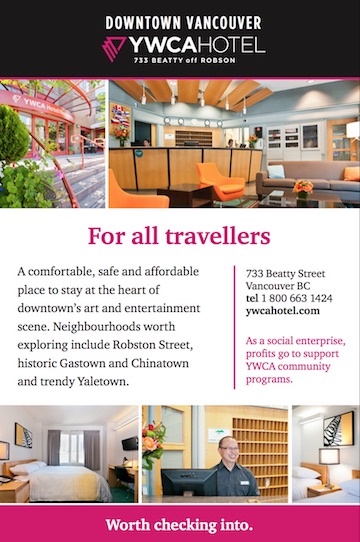 DOWNTOWN VANCOUVER
YWCAHOTEL
733 BEATTY off ROBSON
YWCA HOTEL
For all travellers
A comfortable, safe and affordable
place to stay at the heart of
downtown's art and entertainment
scene. Neighbourhoods worth
exploring include Robston Street,
historic Gastown and Chinatown
and trendy Yaletown.
733 Beatty Street
Vancouver BC
tel 1 800 663 1424
ywcahotel.com
As a social enterprise,
profits go to support
YWCA community
programs.
Worth checking into.